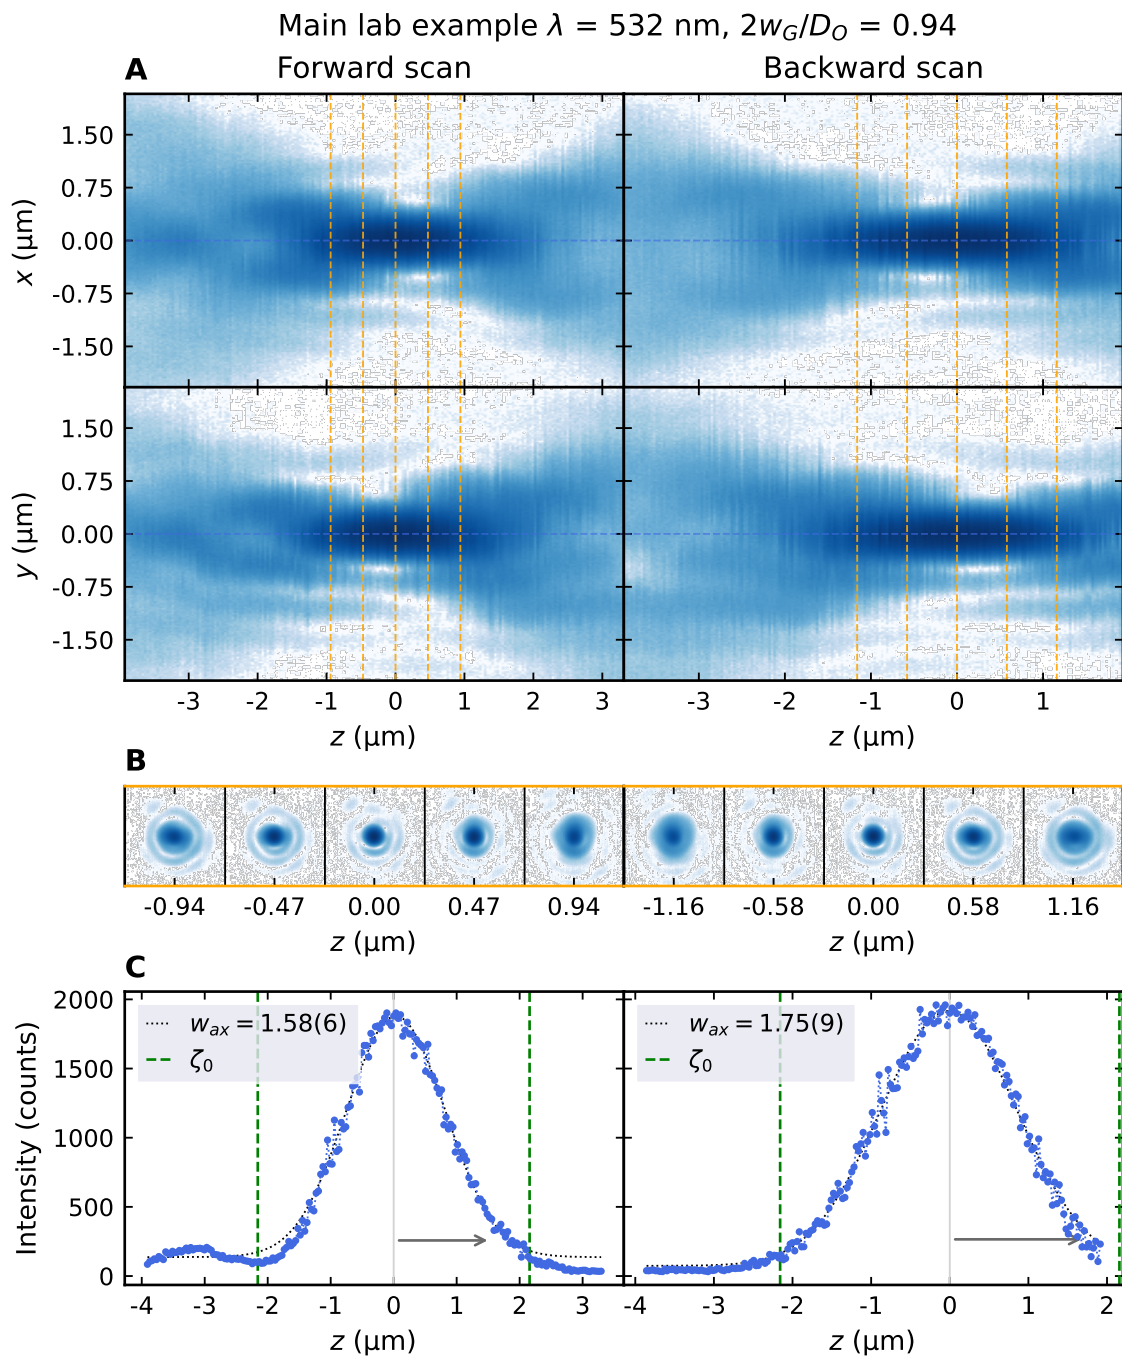 Main lab example λ = 532 nm, 2w_G/D_O = 0.94
A Forward scan Backward scan
1.50
0.75
0.00
-0.75
-1.50
x (μm)
1.50
0.75
0.00
-0.75
-1.50
y (μm)
-3 -2 -1 0 1 2 3 -3 -2 -1 0 1
z (μm) z (μm)
B
-0.94 -0.47 0.00 0.47 0.94 -1.16 -0.58 0.00 0.58 1.16
z (μm) z (μm)
C
2000
1500
1000
500
0
Intensity (counts)
w_ax = 1.58(6) w_ax = 1.75(9)
ζ_0 ζ_0
-4 -3 -2 -1 0 1 2 3 -4 -3 -2 -1 0 1 2
z (μm) z (μm)